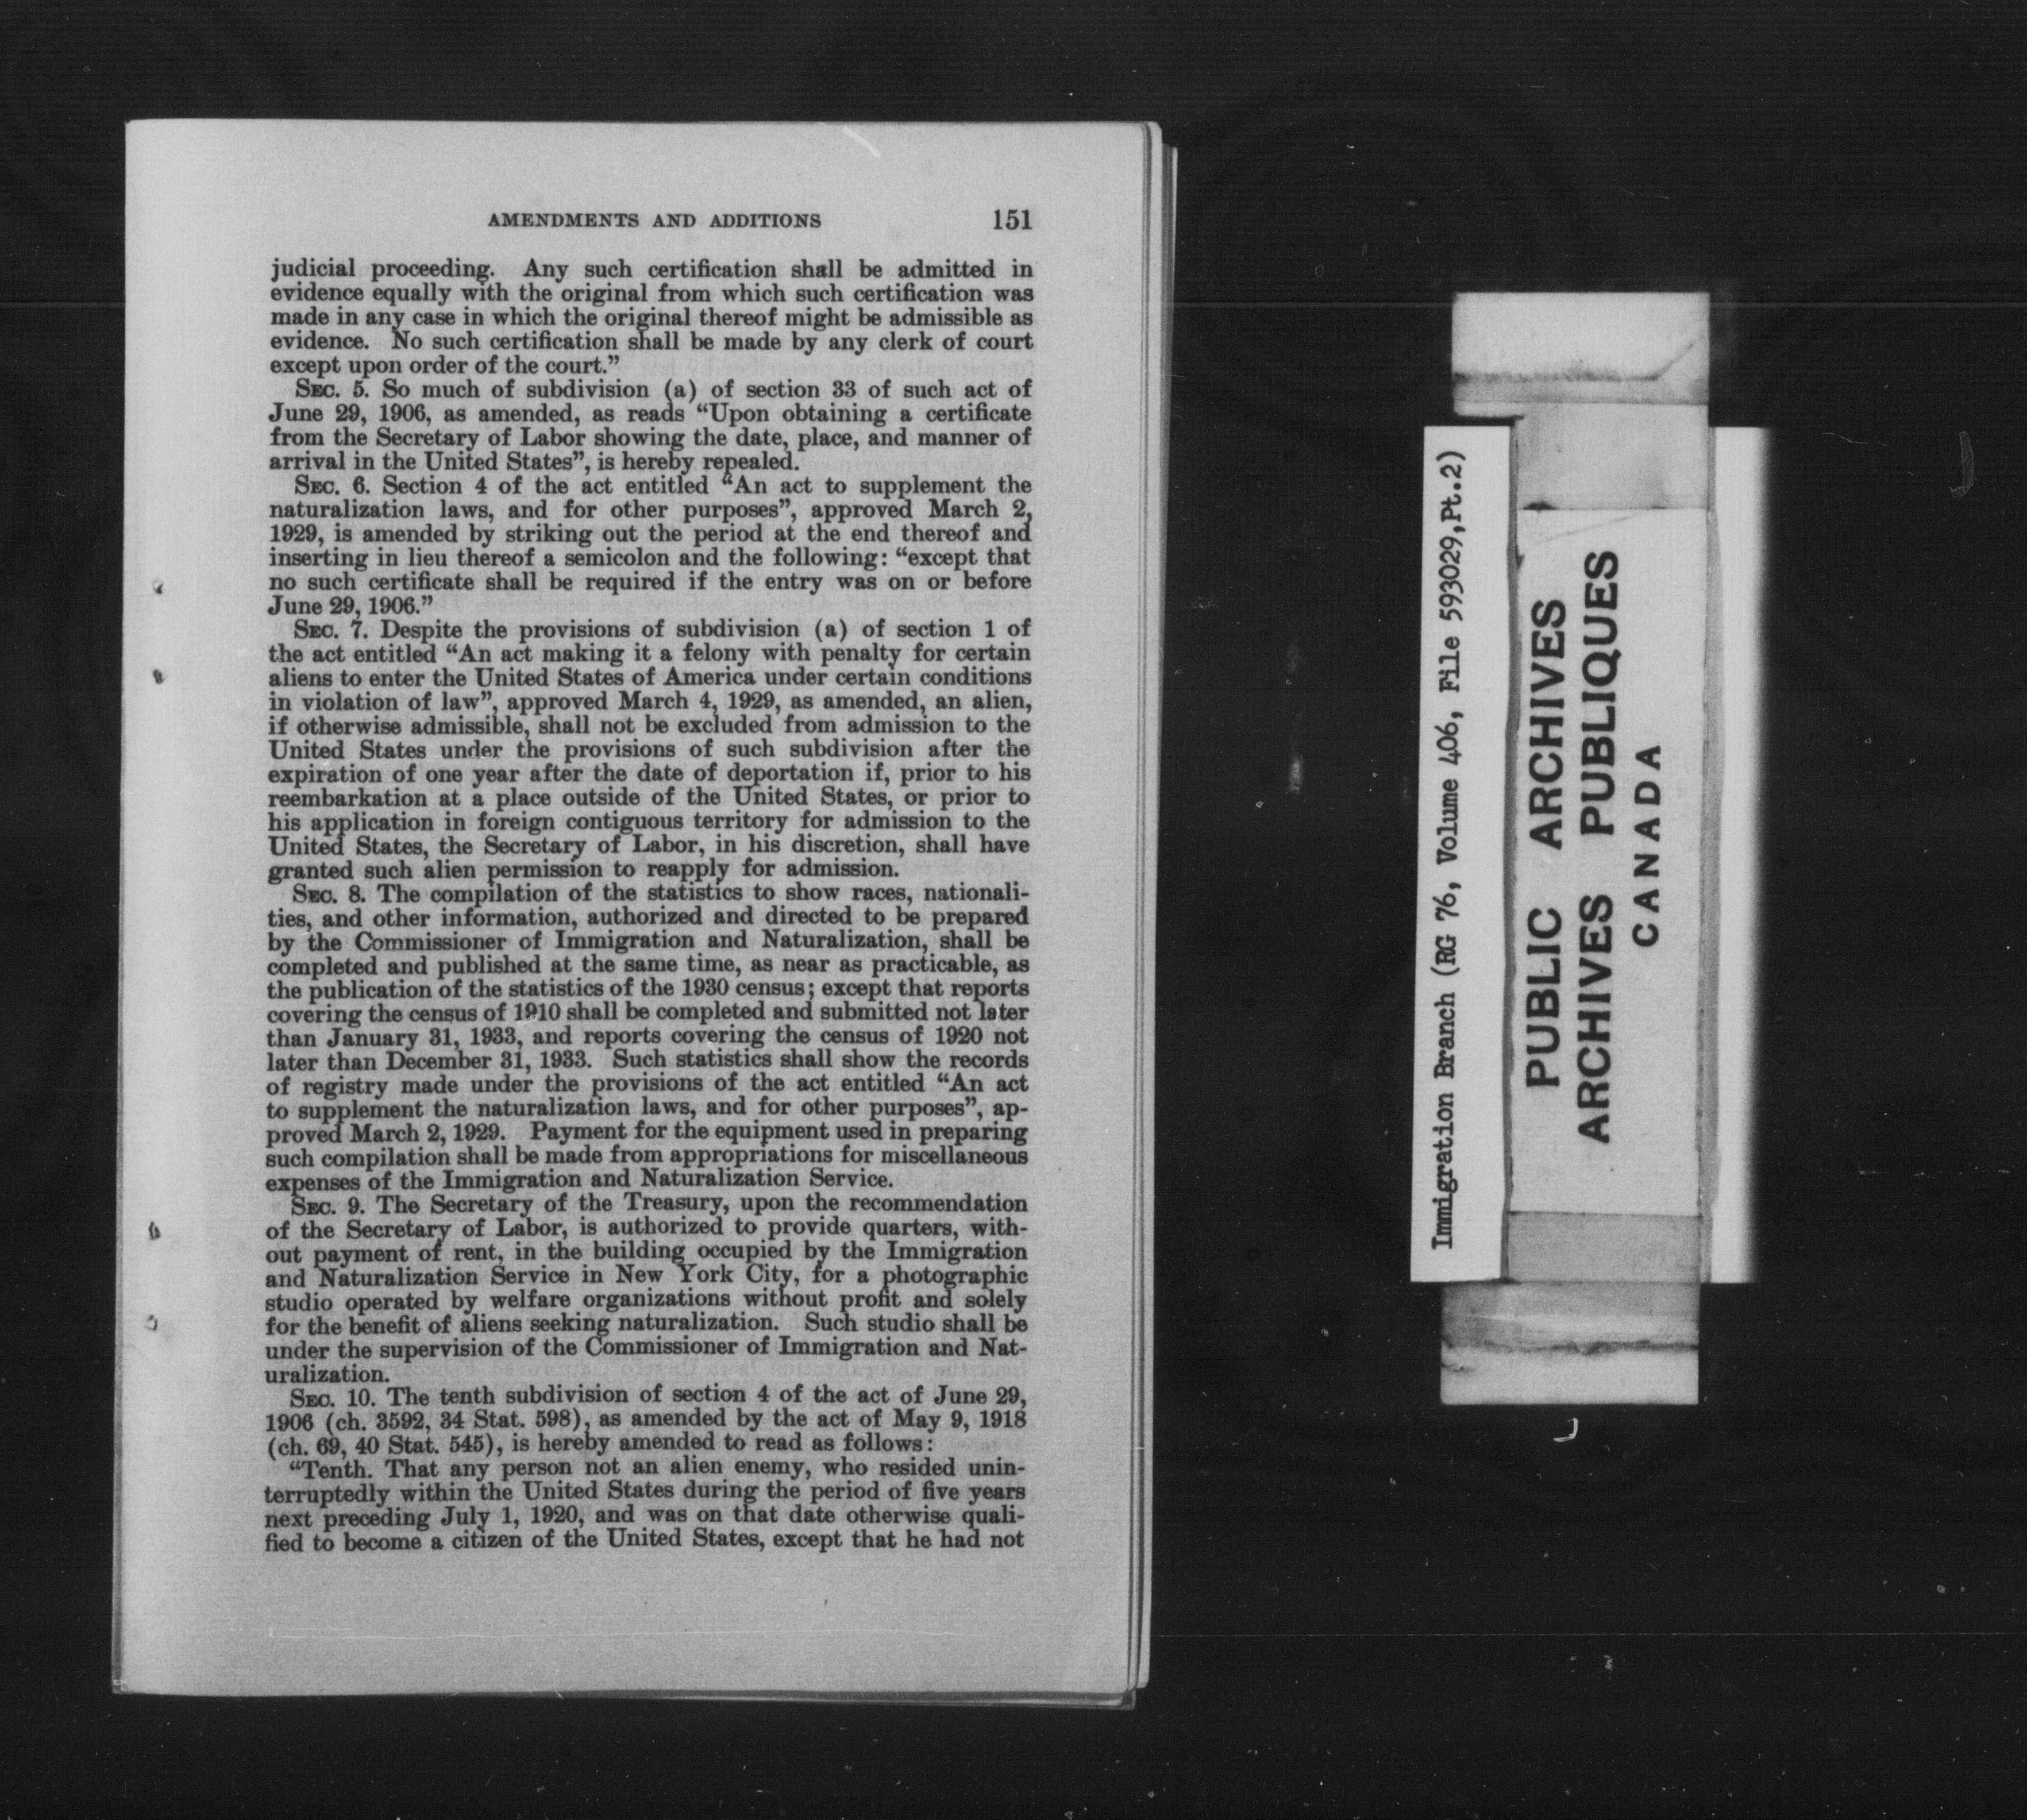 AMENDMENTS AND ADDITIONS 151
judicial proceeding. Any such certification shall be admitted in
evidence equally with the original from which such certification was
made in any case in which the original thereof might be admissible as
evidence. No such certification shall be made by any clerk of court
except upon order of the court.”
SEC. 5. So much of subdivision (a) of section 33 of such act of
June 29, 1906, as amended, as reads “Upon obtaining a certificate
from the Secretary of Labor showing the date, place, and manner of
arrival in the United States”, is hereby repealed.
SEC. 6. Section 4 of the act entitled “An act to supplement the
naturalization laws, and for other purposes”, approved March 2,
1929, is amended by striking out the period at the end thereof and
inserting in lieu thereof a semicolon and the following: “except that
no such certificate shall be required if the entry was on or before
June 29, 1906.”
SEC. 7. Despite the provisions of subdivision (a) of section 1 of
the act entitled “An act making it a felony with penalty for certain
aliens to enter the United States of America under certain conditions
in violation of law”, approved March 4, 1929, as amended, an alien,
if otherwise admissible, shall not be excluded from admission to the
United States under the provisions of such subdivision after the
expiration of one year after the date of deportation if, prior to his
reembarkation at a place outside of the United States, or prior to
his application in foreign contiguous territory for admission to the
United States, the Secretary of Labor, in his discretion, shall have
granted such alien permission to reapply for admission.
SEC. 8. The compilation of the statistics to show races, nationali-
ties, and other information, authorized and directed to be prepared
by the Commissioner of Immigration and Naturalization, shall be
completed and published at the same time, as near as practicable, as
the publication of the statistics of the 1930 census; except that reports
covering the census of 1910 shall be completed and submitted not later
than January 31, 1933, and reports covering the census of 1920 not
later than December 31, 1933. Such statistics shall show the records
of registry made under the provisions of the act entitled “An act
to supplement the naturalization laws, and for other purposes”, ap-
proved March 2, 1929. Payment for the equipment used in preparing
such compilation shall be made from appropriations for miscellaneous
expenses of the Immigration and Naturalization Service.
SEC. 9. The Secretary of the Treasury, upon the recommendation
of the Secretary of Labor, is authorized to provide quarters, with-
out payment of rent, in the building occupied by the Immigration
and Naturalization Service in New York City, for a photographic
studio operated by welfare organizations without profit and solely
for the benefit of aliens seeking naturalization. Such studio shall be
under the supervision of the Commissioner of Immigration and Nat-
uralization.
SEC. 10. The tenth subdivision of section 4 of the act of June 29,
1906 (ch. 3592, 34 Stat. 598), as amended by the act of May 9, 1918
(ch. 69, 40 Stat. 545), is hereby amended to read as follows:
“Tenth. That any person not an alien enemy, who resided unin-
terruptedly within the United States during the period of five years
next preceding July 1, 1920, and was on that date otherwise quali-
fied to become a citizen of the United States, except that he had not
Immigration Branch (RG 76, Volume 406, File 593029,Pt.2)
PUBLIC ARCHIVES
ARCHIVES PUBLIQUES
CANADA